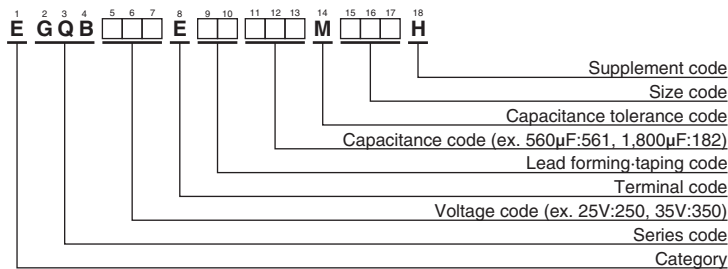 1 2 3 4 5 6 7 8 9 10 11 12 13 14 15 16 17 18
E GQB E M H
Supplement code
Size code
Capacitance tolerance code
Capacitance code (ex. 560µF:561, 1,800µF:182)
Lead forming·taping code
Terminal code
Voltage code (ex. 25V:250, 35V:350)
Series code
Category